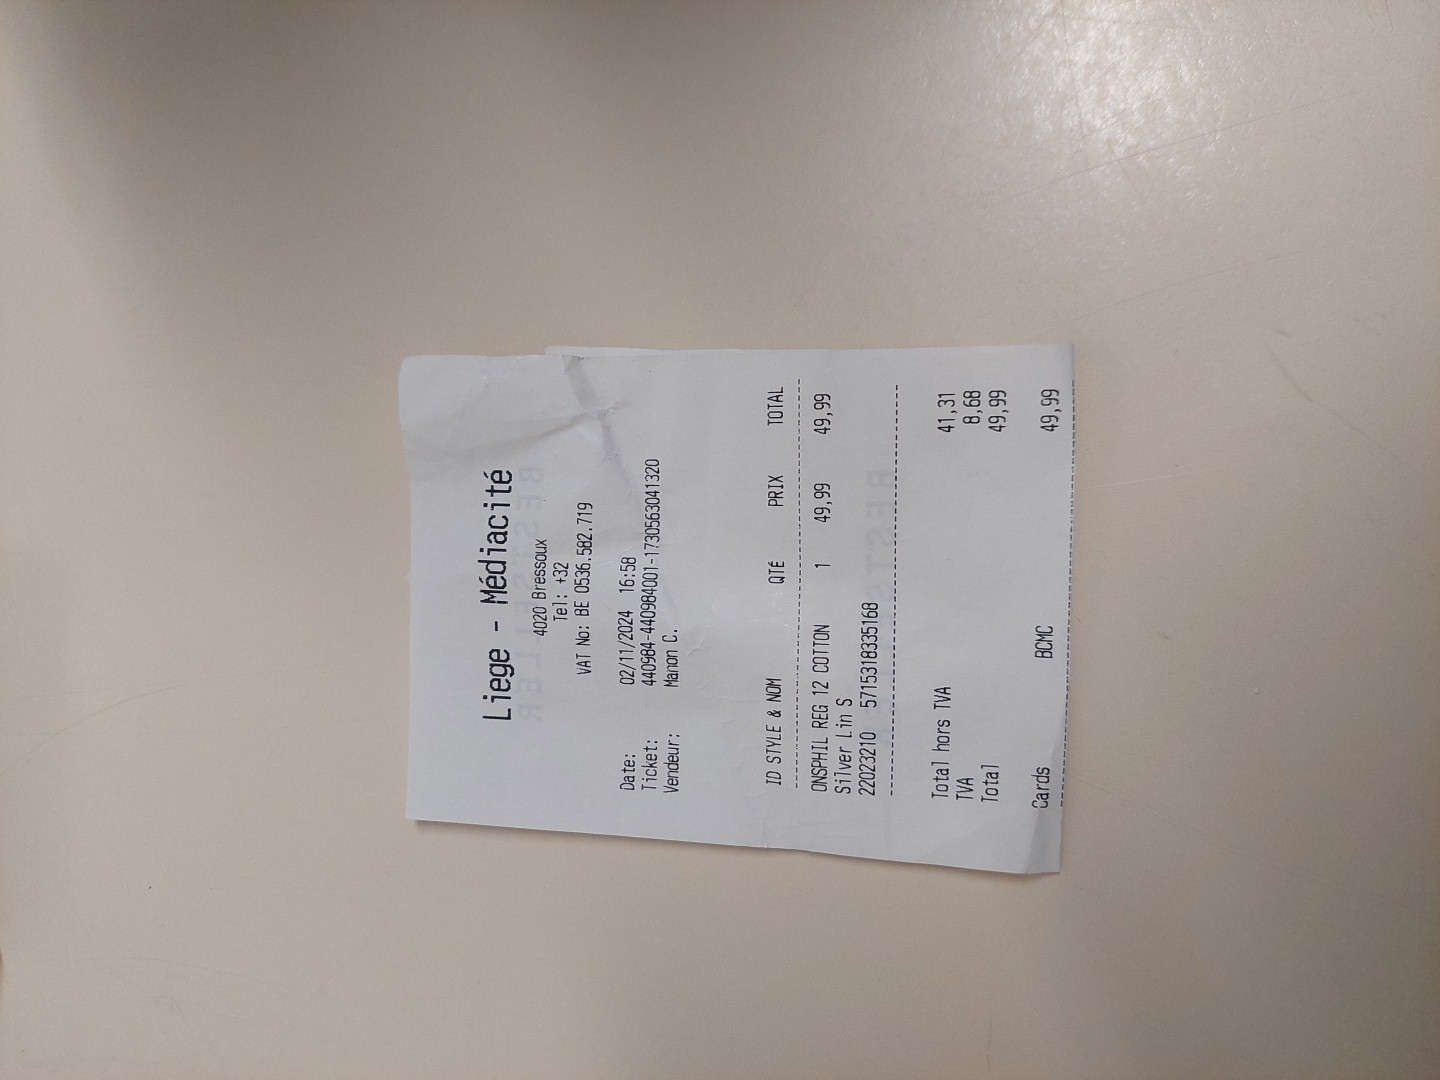 Liege - Médiacité
4020 Bressoux
Tel: +32
VAT No: BE 0536.582.719
Date: 02/11/2024 16:58
Ticket: 440984-440984001-1730563041320
Vendeur: Manon C.
ID STYLE & NOM QTÉ PRIX TOTAL
ONSPHIL REG 12 COTTON 1 49,99 49,99
Silver Lin S
22023210 5715318335168
Total hors TVA 41,31
TVA 8,68
Total 49,99
Cards BCMC 49,99